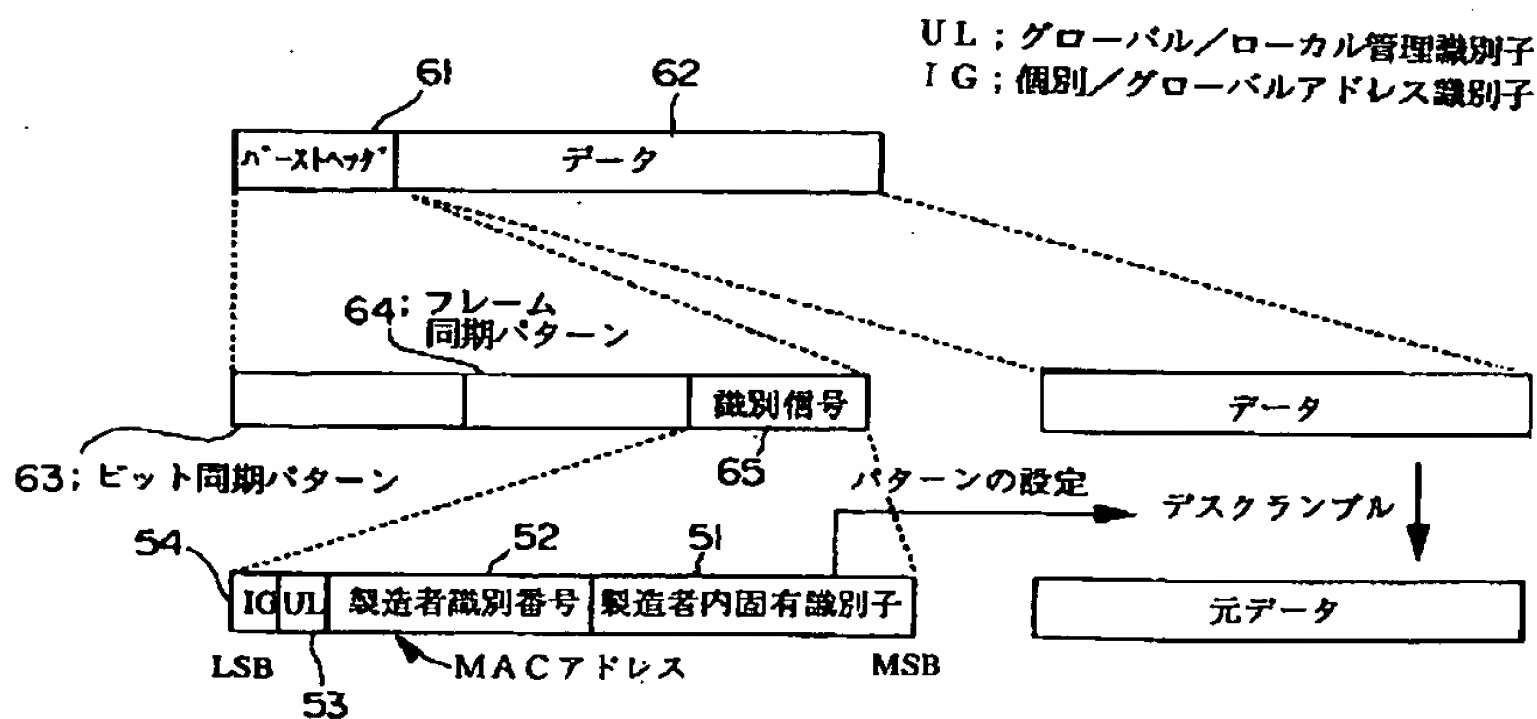 UL;グローバル/ローカル管理識別子
IG;個別/グローバルアドレス識別子
61
62
バーストヘッダ
データ
64;フレーム
同期パターン
識別信号
データ
63;ビット同期パターン
65
パターンの設定
デスクランブル
54
52
51
IG
UL
製造者識別番号
製造者内固有識別子
元データ
LSB
MACアドレス
MSB
53